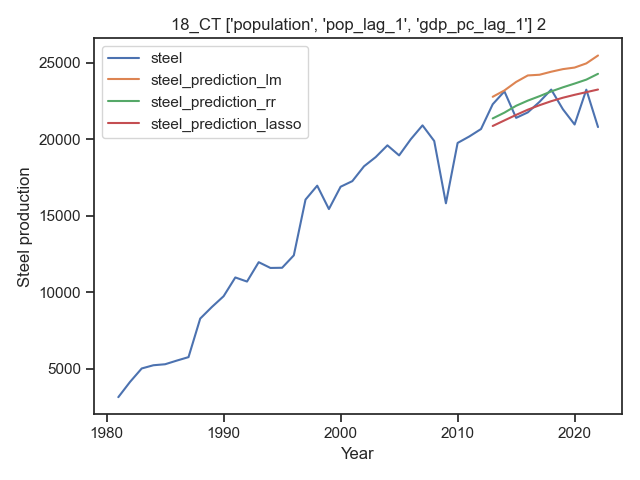 18_CT ['population', 'pop_lag_1', 'gdp_pc_lag_1'] 2
steel
steel_prediction_lm
steel_prediction_rr
steel_prediction_lasso
25000
20000
15000
10000
5000
Steel production
1980
1990
2000
2010
2020
Year